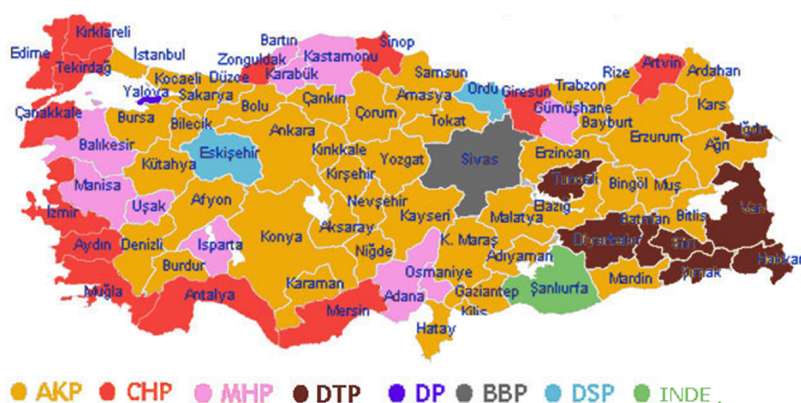 Kırklareli
Edirne
Tekirdağ
İstanbul
Kocaeli
Yalova
Sakarya
Düzce
Zonguldak
Bartın
Karabük
Kastamonu
Sinop
Samsun
Ordu
Giresun
Trabzon
Rize
Artvin
Ardahan
Çanakkale
Bursa
Bilecik
Bolu
Çankırı
Çorum
Amasya
Tokat
Gümüşhane
Bayburt
Kars
Balıkesir
Kütahya
Eskişehir
Ankara
Kırıkkale
Yozgat
Sivas
Erzincan
Erzurum
Ağrı
Iğdır
Manisa
Uşak
Afyon
Kırşehir
Nevşehir
Kayseri
Malatya
Elazığ
Tunceli
Bingöl
Muş
Bitlis
Van
İzmir
Aydın
Denizli
Isparta
Burdur
Konya
Aksaray
Niğde
K. Maraş
Adıyaman
Diyarbakır
Batman
Siirt
Hakkari
Şırnak
Mardin
Muğla
Antalya
Karaman
Mersin
Adana
Osmaniye
Gaziantep
Kilis
Şanlıurfa
Hatay
AKP CHP MHP DTP DP BBP DSP INDE .